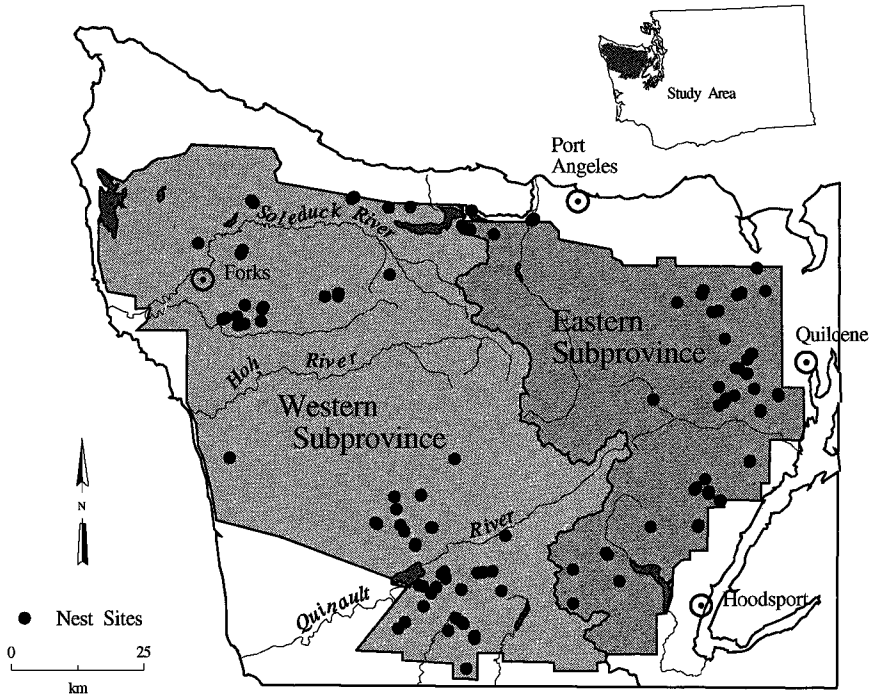 Study Area
Port
Angeles
Soleduck River
Forks
Eastern
Subprovince
Quilcene
Hoh River
Western
Subprovince
N
River
Quinault
Nest Sites
Hoodsport
0 25
km